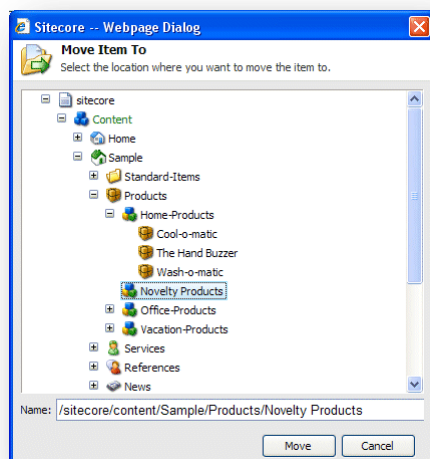 Sitecore -- Webpage Dialog
Move Item To
Select the location where you want to move the item to.
sitecore
Content
Home
Sample
Standard-Items
Products
Home-Products
Cool-o-matic
The Hand Buzzer
Wash-o-matic
Novelty Products
Office-Products
Vacation-Products
Services
References
News
Name: /sitecore/content/Sample/Products/Novelty Products
Move Cancel